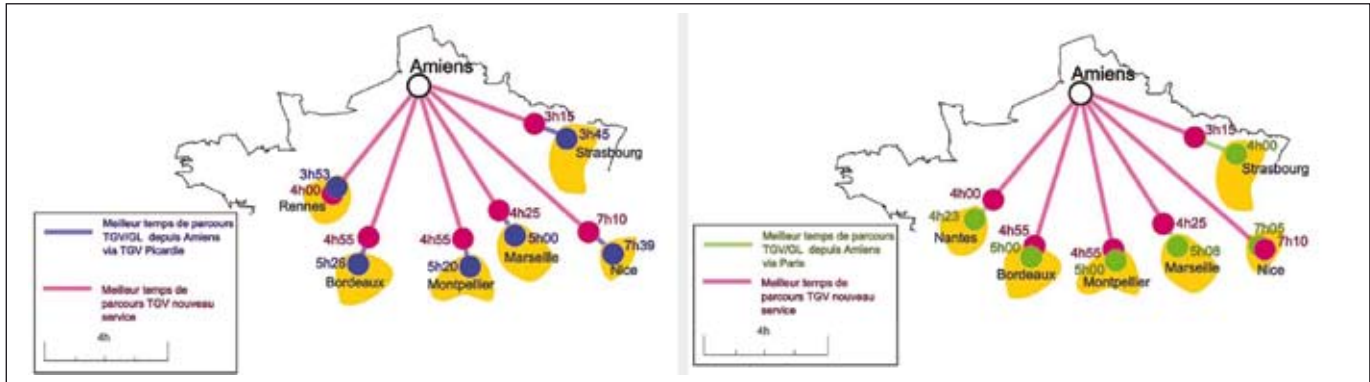 Amiens
3h15
3h45
Strasbourg
3h53
4h00
Rennes
4h55
5h28
Bordeaux
4h55
5h20
Montpellier
4h25
5h00
Marseille
7h10
7h39
Nice
Meilleur temps de parcours
TGV/GL depuis Amiens
via TGV Picardie
Meilleur temps de
parcours TGV nouveau
service
4h
Amiens
3h15
4h00
Strasbourg
4h00
4h23
Nantes
4h55
5h00
Bordeaux
4h55
5h00
Montpellier
4h25
5h08
Marseille
7h05
7h10
Nice
Meilleur temps de parcours
TGV/GL depuis Amiens
via Paris
Meilleur temps de
parcours TGV nouveau
service
4h